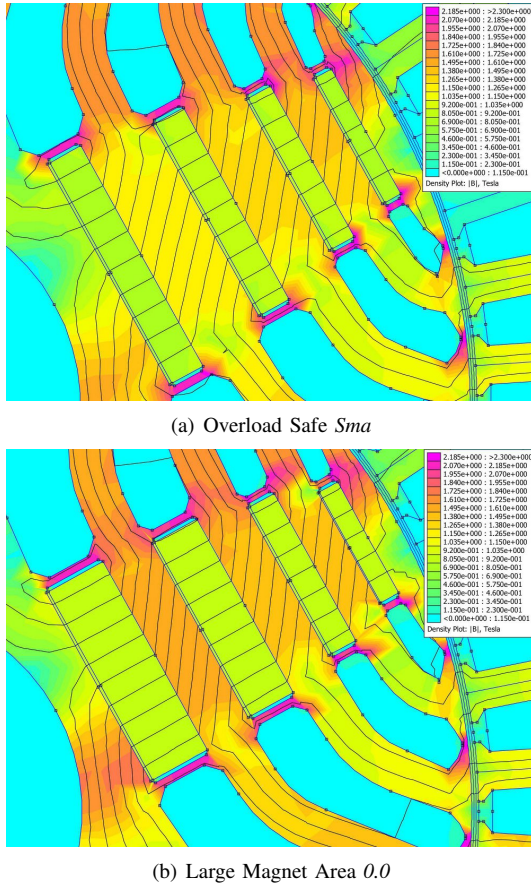 2.185e+000 : >2.300e+000
2.070e+000 : 2.185e+000
1.955e+000 : 2.070e+000
1.840e+000 : 1.955e+000
1.725e+000 : 1.840e+000
1.610e+000 : 1.725e+000
1.495e+000 : 1.610e+000
1.380e+000 : 1.495e+000
1.265e+000 : 1.380e+000
1.150e+000 : 1.265e+000
1.035e+000 : 1.150e+000
9.200e-001 : 1.035e+000
8.050e-001 : 9.200e-001
6.900e-001 : 8.050e-001
5.750e-001 : 6.900e-001
4.600e-001 : 5.750e-001
3.450e-001 : 4.600e-001
2.300e-001 : 3.450e-001
1.150e-001 : 2.300e-001
<0.000e+000 : 1.150e-001
Density Plot: |B|, Tesla
(a) Overload Safe Sma
2.185e+000 : >2.300e+000
2.070e+000 : 2.185e+000
1.955e+000 : 2.070e+000
1.840e+000 : 1.955e+000
1.725e+000 : 1.840e+000
1.610e+000 : 1.725e+000
1.495e+000 : 1.610e+000
1.380e+000 : 1.495e+000
1.265e+000 : 1.380e+000
1.150e+000 : 1.265e+000
1.035e+000 : 1.150e+000
9.200e-001 : 1.035e+000
8.050e-001 : 9.200e-001
6.900e-001 : 8.050e-001
5.750e-001 : 6.900e-001
4.600e-001 : 5.750e-001
3.450e-001 : 4.600e-001
2.300e-001 : 3.450e-001
1.150e-001 : 2.300e-001
<0.000e+000 : 1.150e-001
Density Plot: |B|, Tesla
(b) Large Magnet Area 0.0